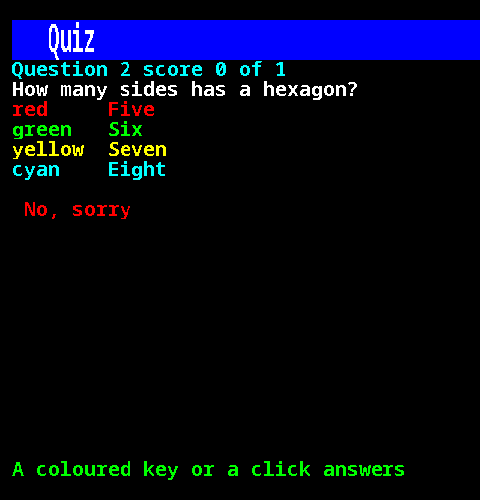 Quiz
Question 2 score 0 of 1
How many sides has a hexagon?
red Five
green Six
yellow Seven
cyan Eight
No, sorry
A coloured key or a click answers